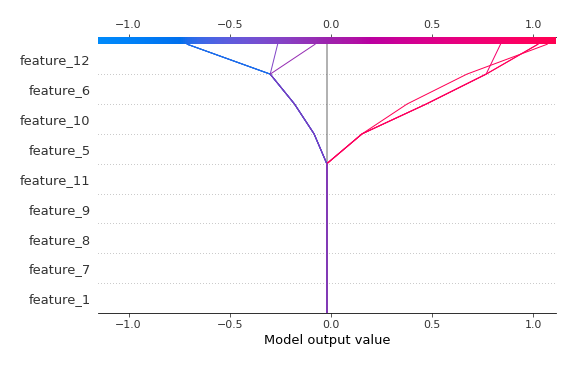 −1.0 −0.5 0.0 0.5 1.0
feature_12
feature_6
feature_10
feature_5
feature_11
feature_9
feature_8
feature_7
feature_1
−1.0 −0.5 0.0 0.5 1.0
Model output value